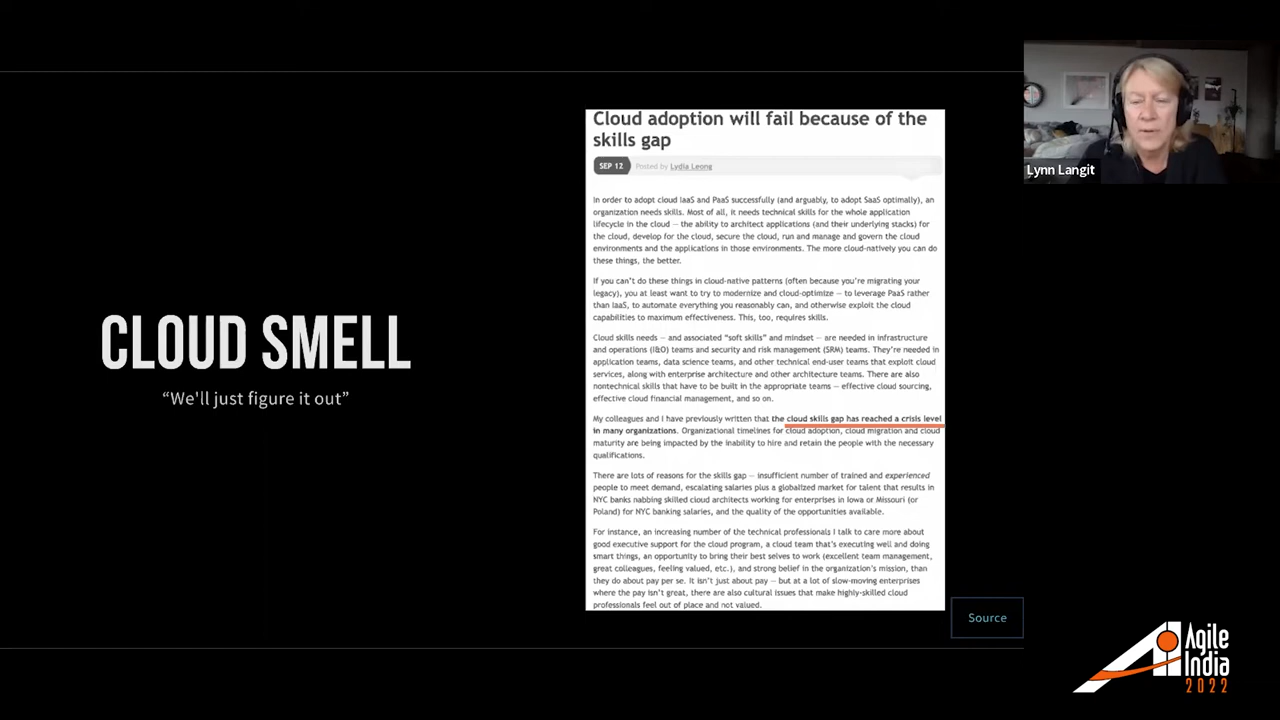 CLOUD SMELL
“We'll just figure it out”
Cloud adoption will fail because of the
skills gap
SEP 12
Posted by Lydia Leong
In order to adopt cloud IaaS and PaaS successfully (and arguably, to adopt SaaS optimally), an
organization needs skills. Most of all, it needs technical skills for the whole application
lifecycle in the cloud — the ability to architect applications (and their underlying stacks) for
the cloud, develop for the cloud, secure the cloud, run and manage and govern the cloud
environments and the applications in those environments. The more cloud-natively you can do
these things, the better.
If you can’t do these things in cloud-native patterns (often because you’re migrating your
legacy), you at least want to try to modernize and cloud-optimize — to leverage PaaS rather
than IaaS, to automate everything you reasonably can, and otherwise exploit the cloud
capabilities to maximum effectiveness. This, too, requires skills.
Cloud skills needs — and associated “soft skills” and mindset — are needed in infrastructure
and operations (I&O) teams and security and risk management (SRM) teams. They’re needed in
application teams, data science teams, and other technical end-user teams that exploit cloud
services, along with enterprise architecture and other architecture teams. There are also
nontechnical skills that have to be built in the appropriate teams — effective cloud sourcing,
effective cloud financial management, and so on.
My colleagues and I have previously written that the cloud skills gap has reached a crisis level
in many organizations. Organizational timelines for cloud adoption, cloud migration and cloud
maturity are being impacted by the inability to hire and retain the people with the necessary
qualifications.
There are lots of reasons for the skills gap — insufficient number of trained and experienced
people to meet demand, escalating salaries plus a globalized market for talent that results in
NYC banks nabbing skilled cloud architects working for enterprises in Iowa or Missouri (or
Poland) for NYC banking salaries, and the quality of the opportunities available.
For instance, an increasing number of the technical professionals I talk to care more about
good executive support for the cloud program, a cloud team that’s executing well and doing
smart things, an opportunity to bring their best selves to work (excellent team management,
great colleagues, feeling valued, etc.), and strong belief in the organization’s mission, than
they do about pay per se. It isn’t just about pay — but at a lot of slow-moving enterprises
where the pay isn’t great, there are also cultural issues that make highly-skilled cloud
professionals feel out of place and not valued.
Source
Lynn Langit
Agile
India
2022